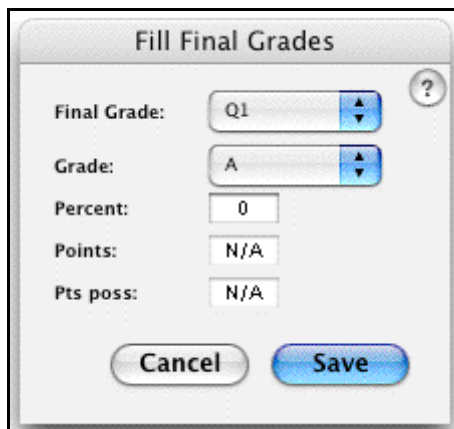 Fill Final Grades
?
Final Grade: Q1
Grade: A
Percent: 0
Points: N/A
Pts poss: N/A
Cancel Save